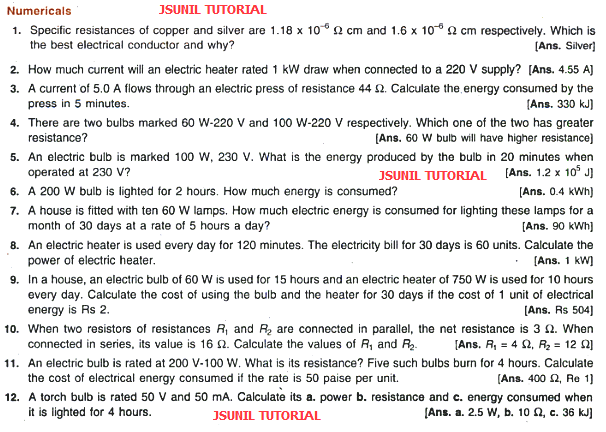 Numericals JSUNIL TUTORIAL
1. Specific resistances of copper and silver are 1.18 x 10⁻⁶ Ω cm and 1.6 x 10⁻⁶ Ω cm respectively. Which is
the best electrical conductor and why? [Ans. Silver]
2. How much current will an electric heater rated 1 kW draw when connected to a 220 V supply? [Ans. 4.55 A]
3. A current of 5.0 A flows through an electric press of resistance 44 Ω. Calculate the energy consumed by the
press in 5 minutes. [Ans. 330 kJ]
4. There are two bulbs marked 60 W-220 V and 100 W-220 V respectively. Which one of the two has greater
resistance? [Ans. 60 W bulb will have higher resistance]
5. An electric bulb is marked 100 W, 230 V. What is the energy produced by the bulb in 20 minutes when
operated at 230 V? JSUNIL TUTORIAL [Ans. 1.2 x 10⁵ J]
6. A 200 W bulb is lighted for 2 hours. How much energy is consumed? [Ans. 0.4 kWh]
7. A house is fitted with ten 60 W lamps. How much electric energy is consumed for lighting these lamps for a
month of 30 days at a rate of 5 hours a day? [Ans. 90 kWh]
8. An electric heater is used every day for 120 minutes. The electricity bill for 30 days is 60 units. Calculate the
power of electric heater. [Ans. 1 kW]
9. In a house, an electric bulb of 60 W is used for 15 hours and an electric heater of 750 W is used for 10 hours
every day. Calculate the cost of using the bulb and the heater for 30 days if the cost of 1 unit of electrical
energy is Rs 2. [Ans. Rs 504]
10. When two resistors of resistances R₁ and R₂ are connected in parallel, the net resistance is 3 Ω. When
connected in series, its value is 16 Ω. Calculate the values of R₁ and R₂. [Ans. R₁ = 4 Ω, R₂ = 12 Ω]
11. An electric bulb is rated at 200 V-100 W. What is its resistance? Five such bulbs burn for 4 hours. Calculate
the cost of electrical energy consumed if the rate is 50 paise per unit. [Ans. 400 Ω, Re 1]
12. A torch bulb is rated 50 V and 50 mA. Calculate its a. power b. resistance and c. energy consumed when
it is lighted for 4 hours. JSUNIL TUTORIAL [Ans. a. 2.5 W, b. 10 Ω, c. 36 kJ]